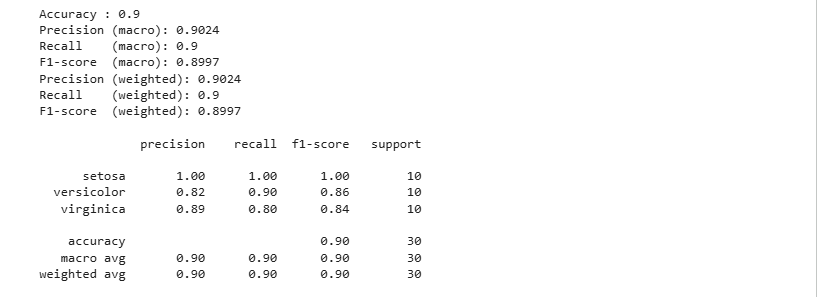 Accuracy : 0.9
Precision (macro): 0.9024
Recall    (macro): 0.9
F1-score  (macro): 0.8997
Precision (weighted): 0.9024
Recall    (weighted): 0.9
F1-score  (weighted): 0.8997
              precision    recall  f1-score   support
      setosa       1.00      1.00      1.00        10
  versicolor       0.82      0.90      0.86        10
   virginica       0.89      0.80      0.84        10
    accuracy                           0.90        30
   macro avg       0.90      0.90      0.90        30
weighted avg       0.90      0.90      0.90        30